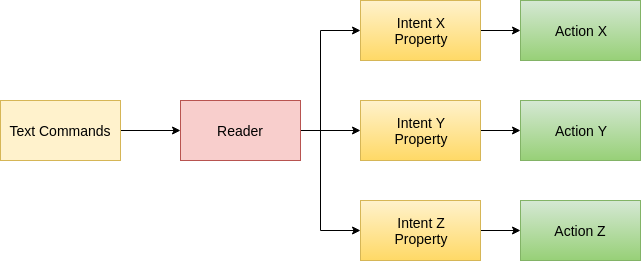 Text Commands
Reader
Intent X
Property
Action X
Intent Y
Property
Action Y
Intent Z
Property
Action Z